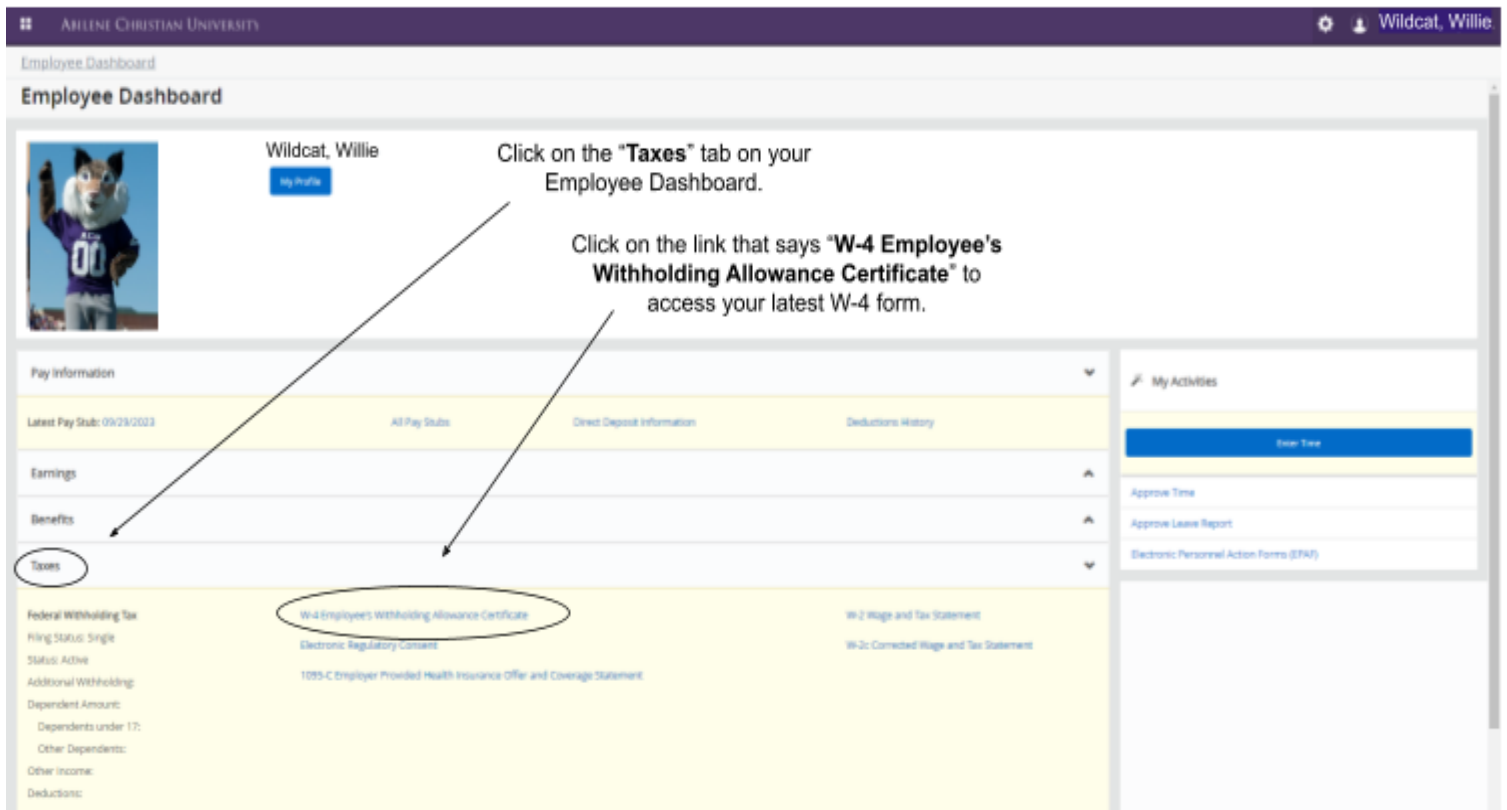 ABILENE CHRISTIAN UNIVERSITY
Wildcat, Willie
Employee Dashboard
Employee Dashboard
Wildcat, Willie
My Profile
Click on the “Taxes” tab on your
Employee Dashboard.
Click on the link that says “W-4 Employee's
Withholding Allowance Certificate” to
access your latest W-4 form.
ACU
00
Pay Information
Latest Pay Stub: 09/29/2023
All Pay Stubs
Direct Deposit Information
Deductions History
Earnings
Benefits
Taxes
Federal Withholding Tax
Filing Status: Single
Status: Active
Additional Withholding:
Dependent Amount:
Dependents under 17:
Other Dependents:
Other Income:
Deductions:
W-4 Employee's Withholding Allowance Certificate
Electronic Regulatory Consent
1095-C Employer Provided Health Insurance Offer and Coverage Statement
W-2 Wage and Tax Statement
W-2c Corrected Wage and Tax Statement
My Activities
Enter Time
Approve Time
Approve Leave Report
Electronic Personnel Action Forms (EPAF)